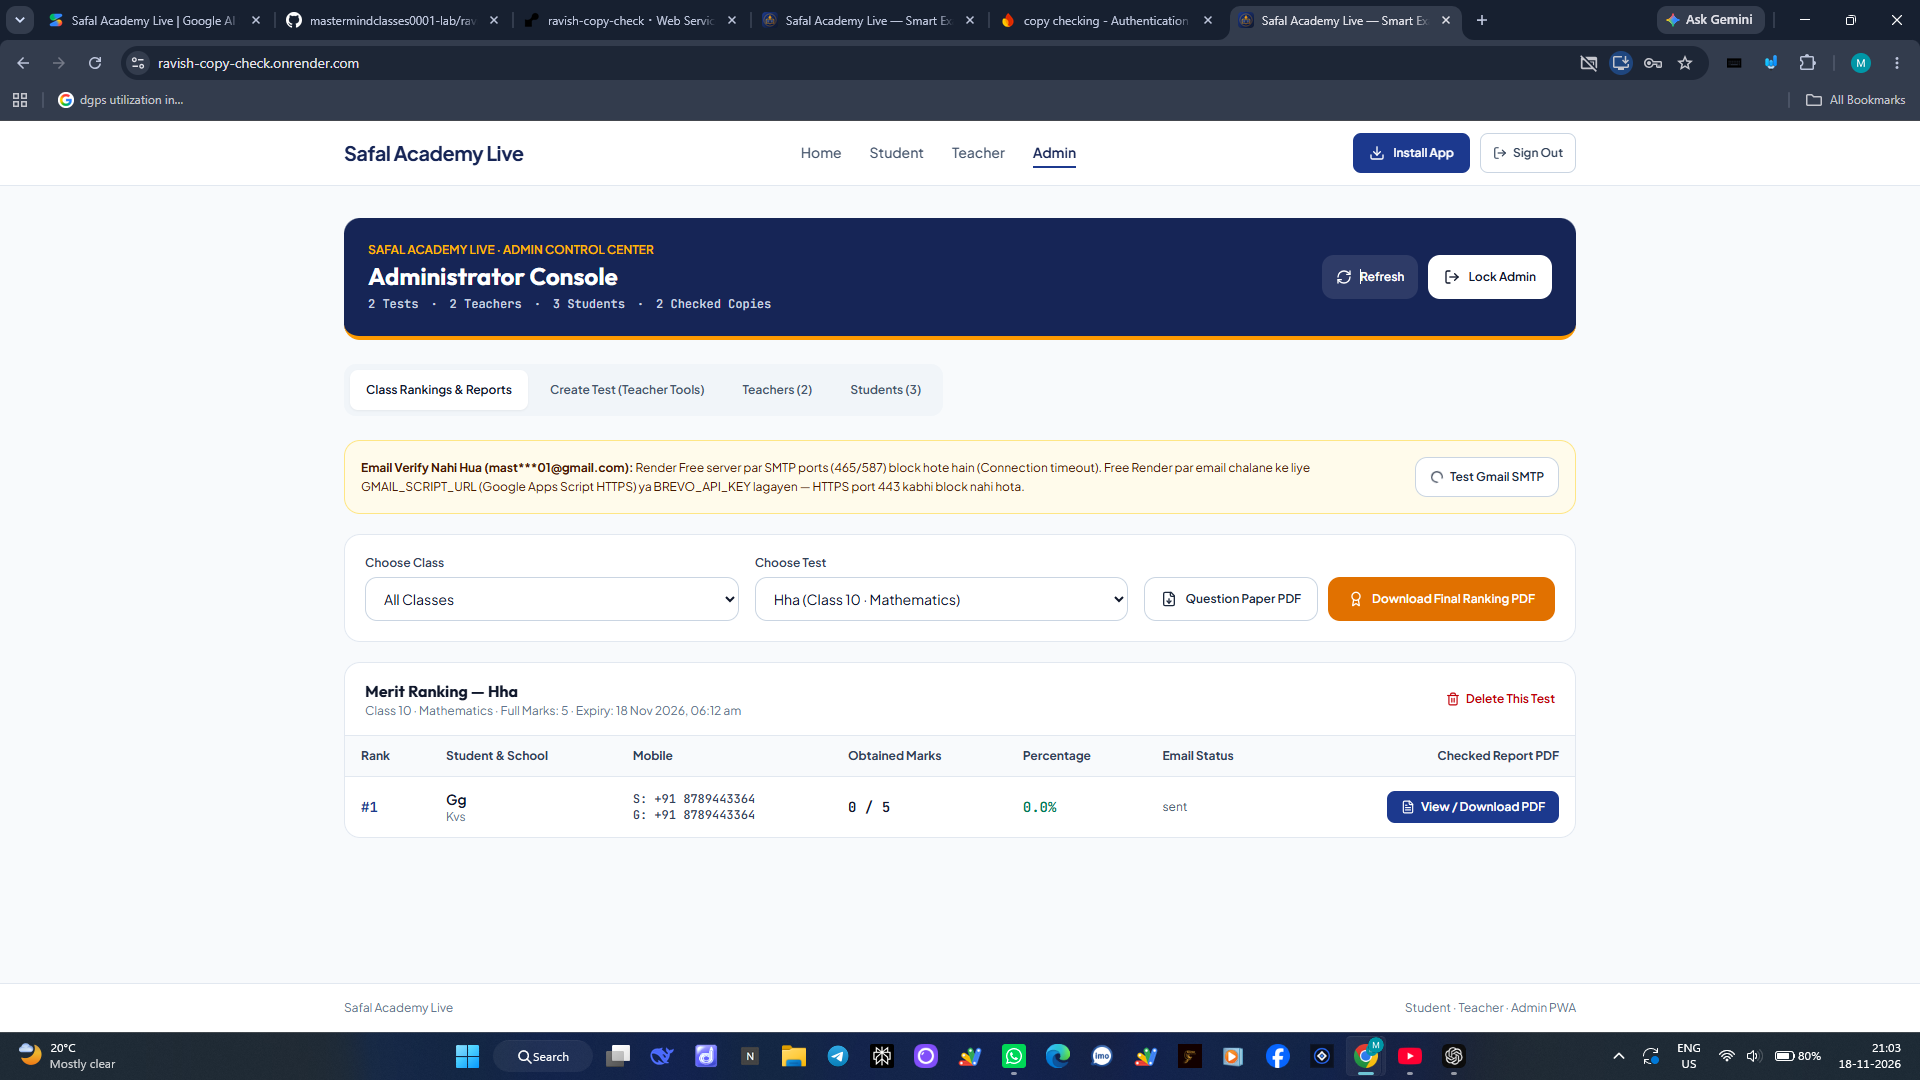 Safal Academy Live | Google AI
mastermindclasses0001-lab/rav
ravish-copy-check · Web Servic
Safal Academy Live — Smart Ex
copy checking - Authentication
Safal Academy Live — Smart Ex
Ask Gemini
ravish-copy-check.onrender.com
M
dgps utilization in...
All Bookmarks
Safal Academy Live
Home
Student
Teacher
Admin
Install App
Sign Out
SAFAL ACADEMY LIVE · ADMIN CONTROL CENTER
Administrator Console
2 Tests · 2 Teachers · 3 Students · 2 Checked Copies
Refresh
Lock Admin
Class Rankings & Reports
Create Test (Teacher Tools)
Teachers (2)
Students (3)
Email Verify Nahi Hua (mast***01@gmail.com): Render Free server par SMTP ports (465/587) block hote hain (Connection timeout). Free Render par email chalane ke liye
GMAIL_SCRIPT_URL (Google Apps Script HTTPS) ya BREVO_API_KEY lagayen — HTTPS port 443 kabhi block nahi hota.
Test Gmail SMTP
Choose Class
Choose Test
All Classes
Hha (Class 10 · Mathematics)
Question Paper PDF
Download Final Ranking PDF
Merit Ranking — Hha
Class 10 · Mathematics · Full Marks: 5 · Expiry: 18 Nov 2026, 06:12 am
Delete This Test
Rank
Student & School
Mobile
Obtained Marks
Percentage
Email Status
Checked Report PDF
#1
Gg
Kvs
S: +91 8789443364
G: +91 8789443364
0 / 5
0.0%
sent
View / Download PDF
Safal Academy Live
Student · Teacher · Admin PWA
20°C
Mostly clear
Search
N
imo
M
ENG
US
80%
21:03
18-11-2026